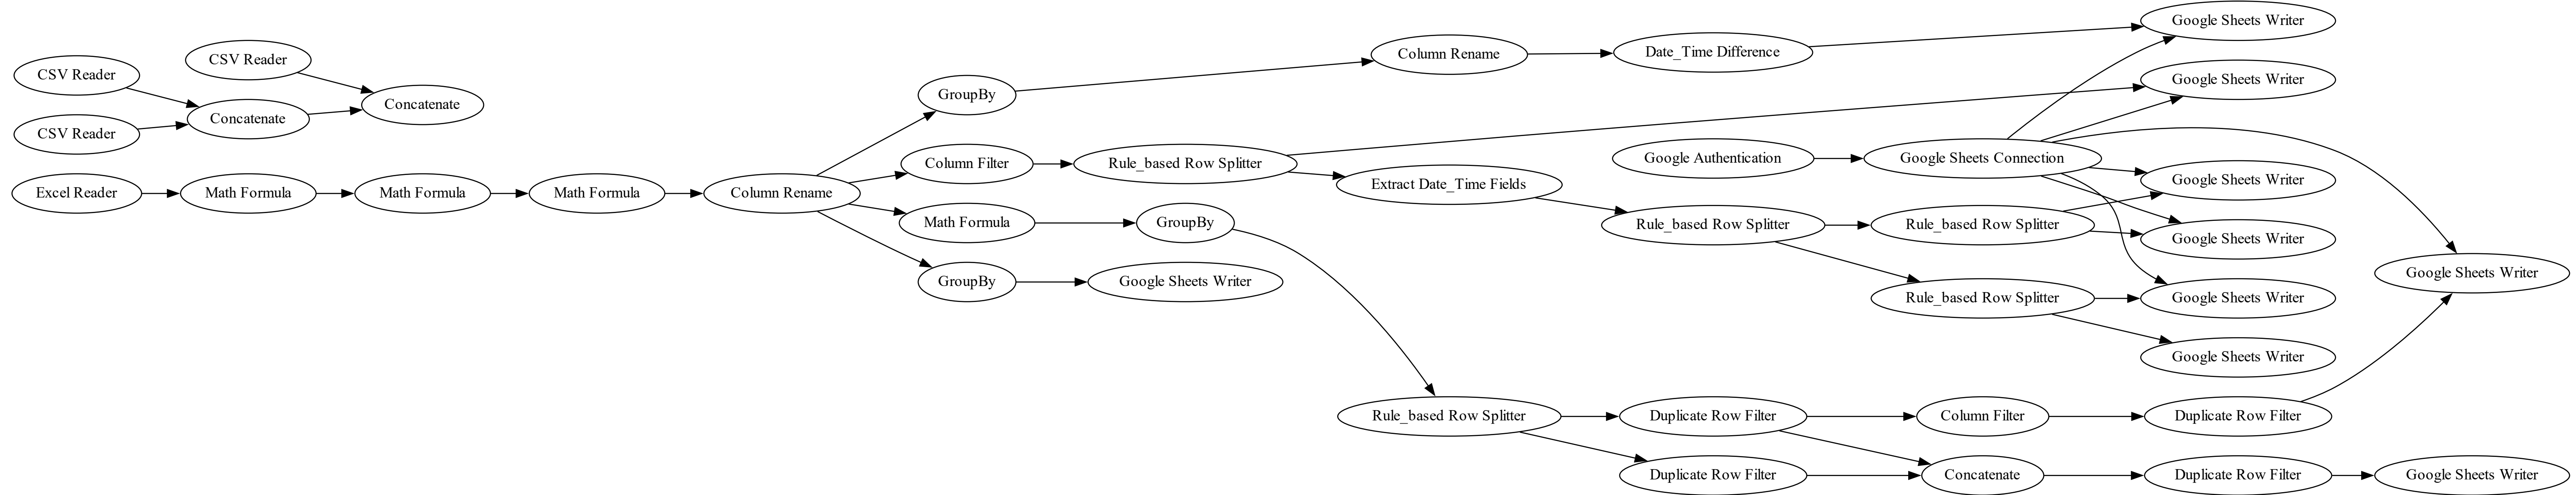 Google Sheets Writer
Column Rename
Date_Time Difference
CSV Reader
CSV Reader
Google Sheets Writer
GroupBy
Concatenate
Concatenate
CSV Reader
Google Authentication
Google Sheets Connection
Column Filter
Rule_based Row Splitter
Google Sheets Writer
Extract Date_Time Fields
Excel Reader
Math Formula
Math Formula
Math Formula
Column Rename
Math Formula
GroupBy
Rule_based Row Splitter
Rule_based Row Splitter
Google Sheets Writer
Google Sheets Writer
GroupBy
Google Sheets Writer
Rule_based Row Splitter
Google Sheets Writer
Google Sheets Writer
Rule_based Row Splitter
Duplicate Row Filter
Column Filter
Duplicate Row Filter
Duplicate Row Filter
Concatenate
Duplicate Row Filter
Google Sheets Writer